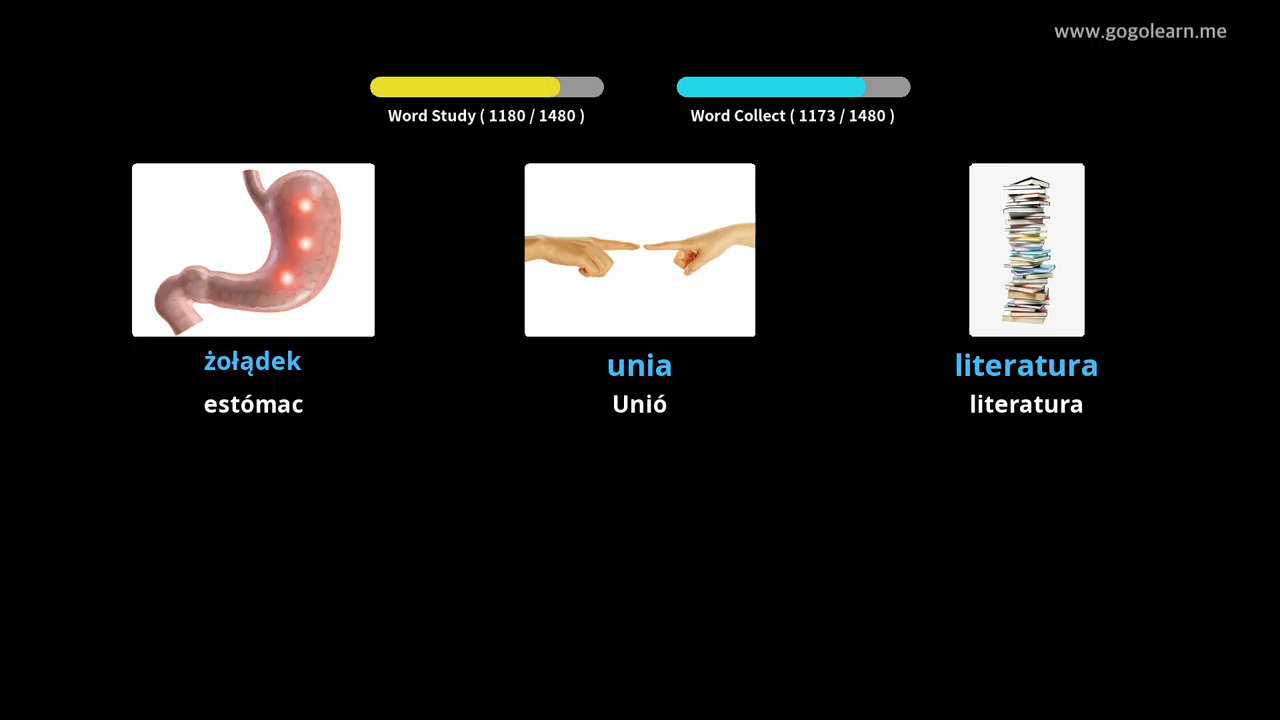 www.gogolearn.me
Word Study ( 1180 / 1480 )
Word Collect ( 1173 / 1480 )
żołądek
unia
literatura
estómac
Unió
literatura